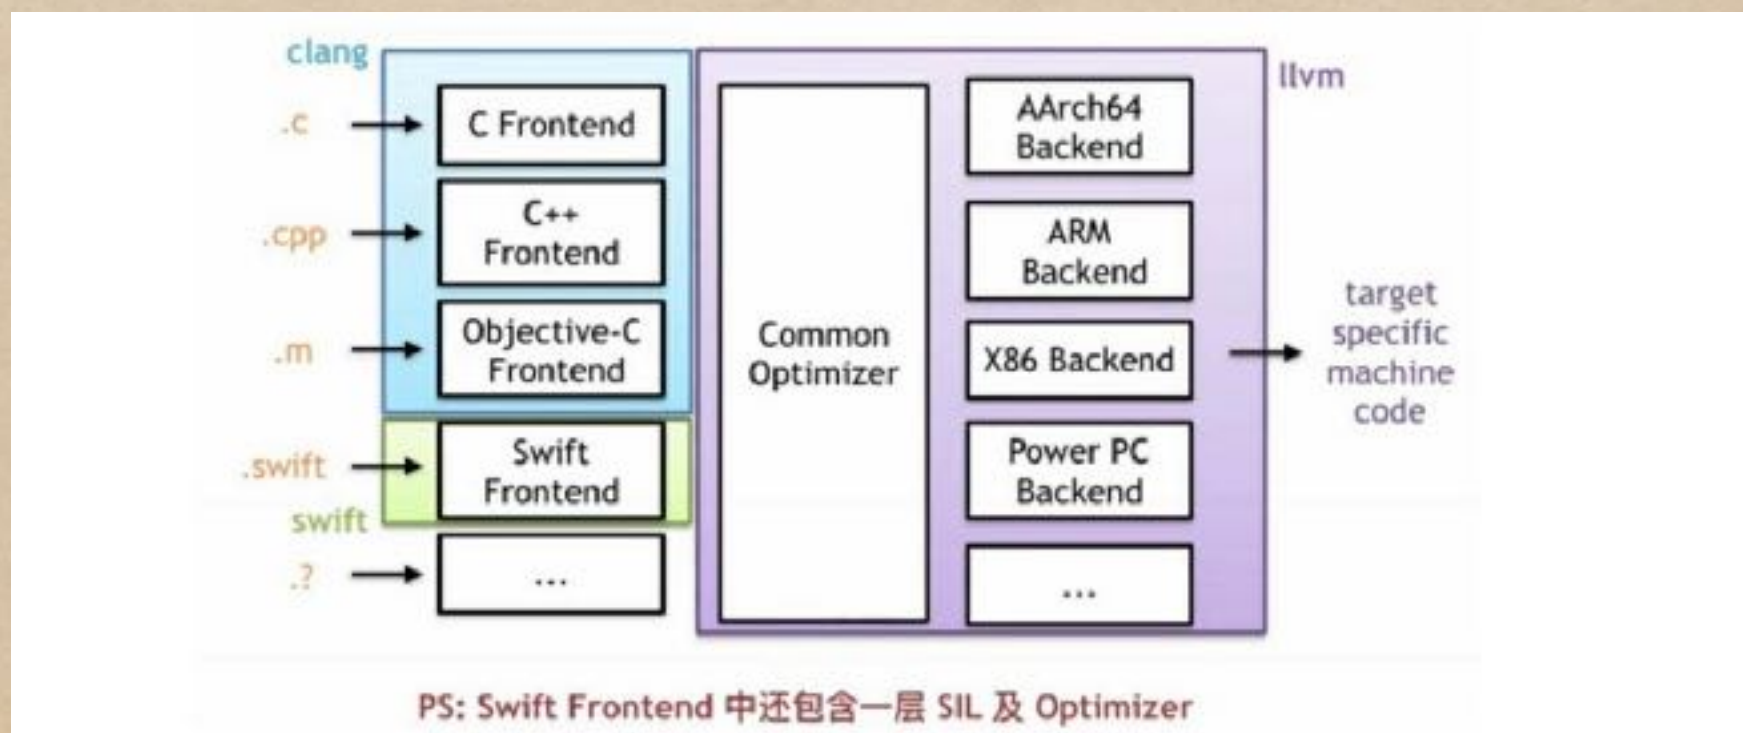 clang
.c
C Frontend
.cpp
C++
Frontend
.m
Objective-C
Frontend
.swift
Swift
Frontend
swift
.?
...
Common
Optimizer
llvm
AArch64
Backend
ARM
Backend
X86 Backend
Power PC
Backend
...
target
specific
machine
code
PS: Swift Frontend 中还包含一层 SIL 及 Optimizer